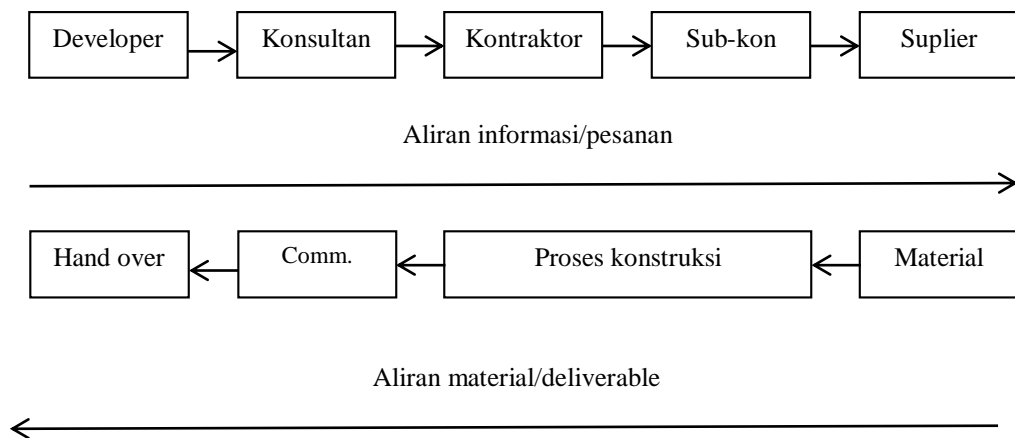 Developer
Konsultan
Kontraktor
Sub-kon
Suplier
Aliran informasi/pesanan
Hand over
Comm.
Proses konstruksi
Material
Aliran material/deliverable